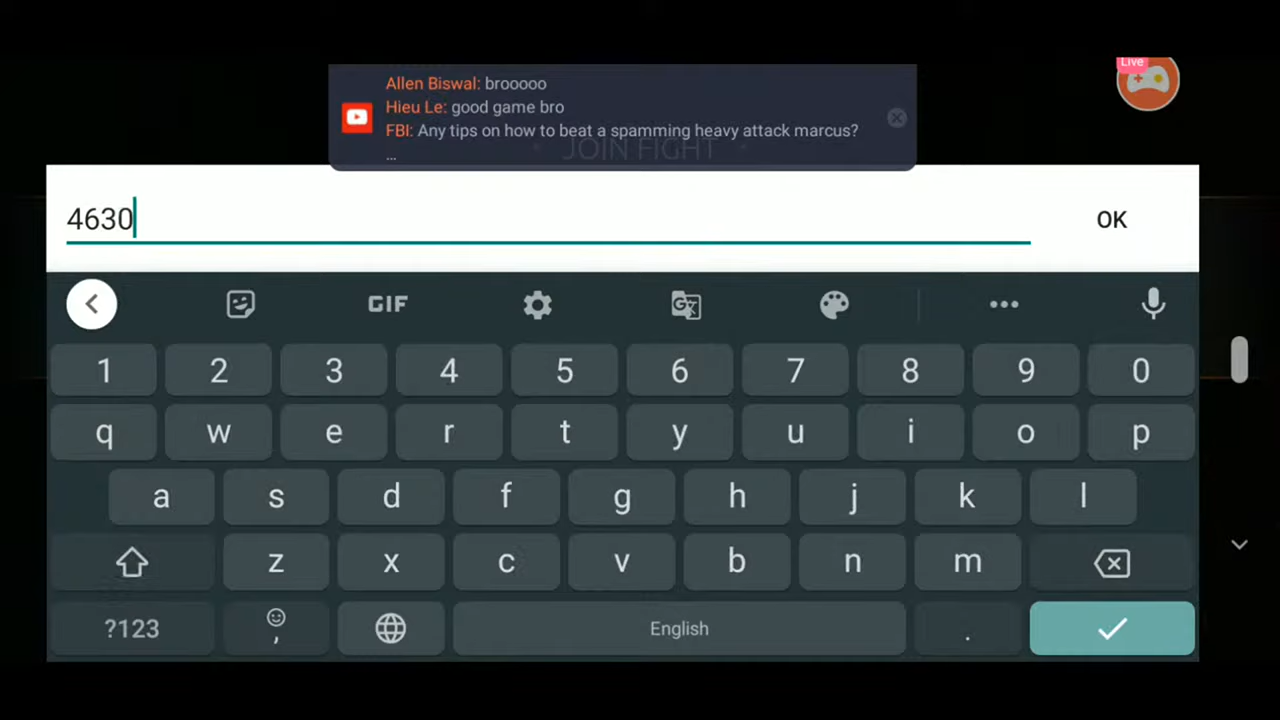 Live
Allen Biswal: brooooo
Hieu Le: good game bro
FBI: Any tips on how to beat a spamming heavy attack marcus?
...
JOIN FIGHT
4630
OK
GIF
1 2 3 4 5 6 7 8 9 0
q w e r t y u i o p
a s d f g h j k l
z x c v b n m
?123 , English .